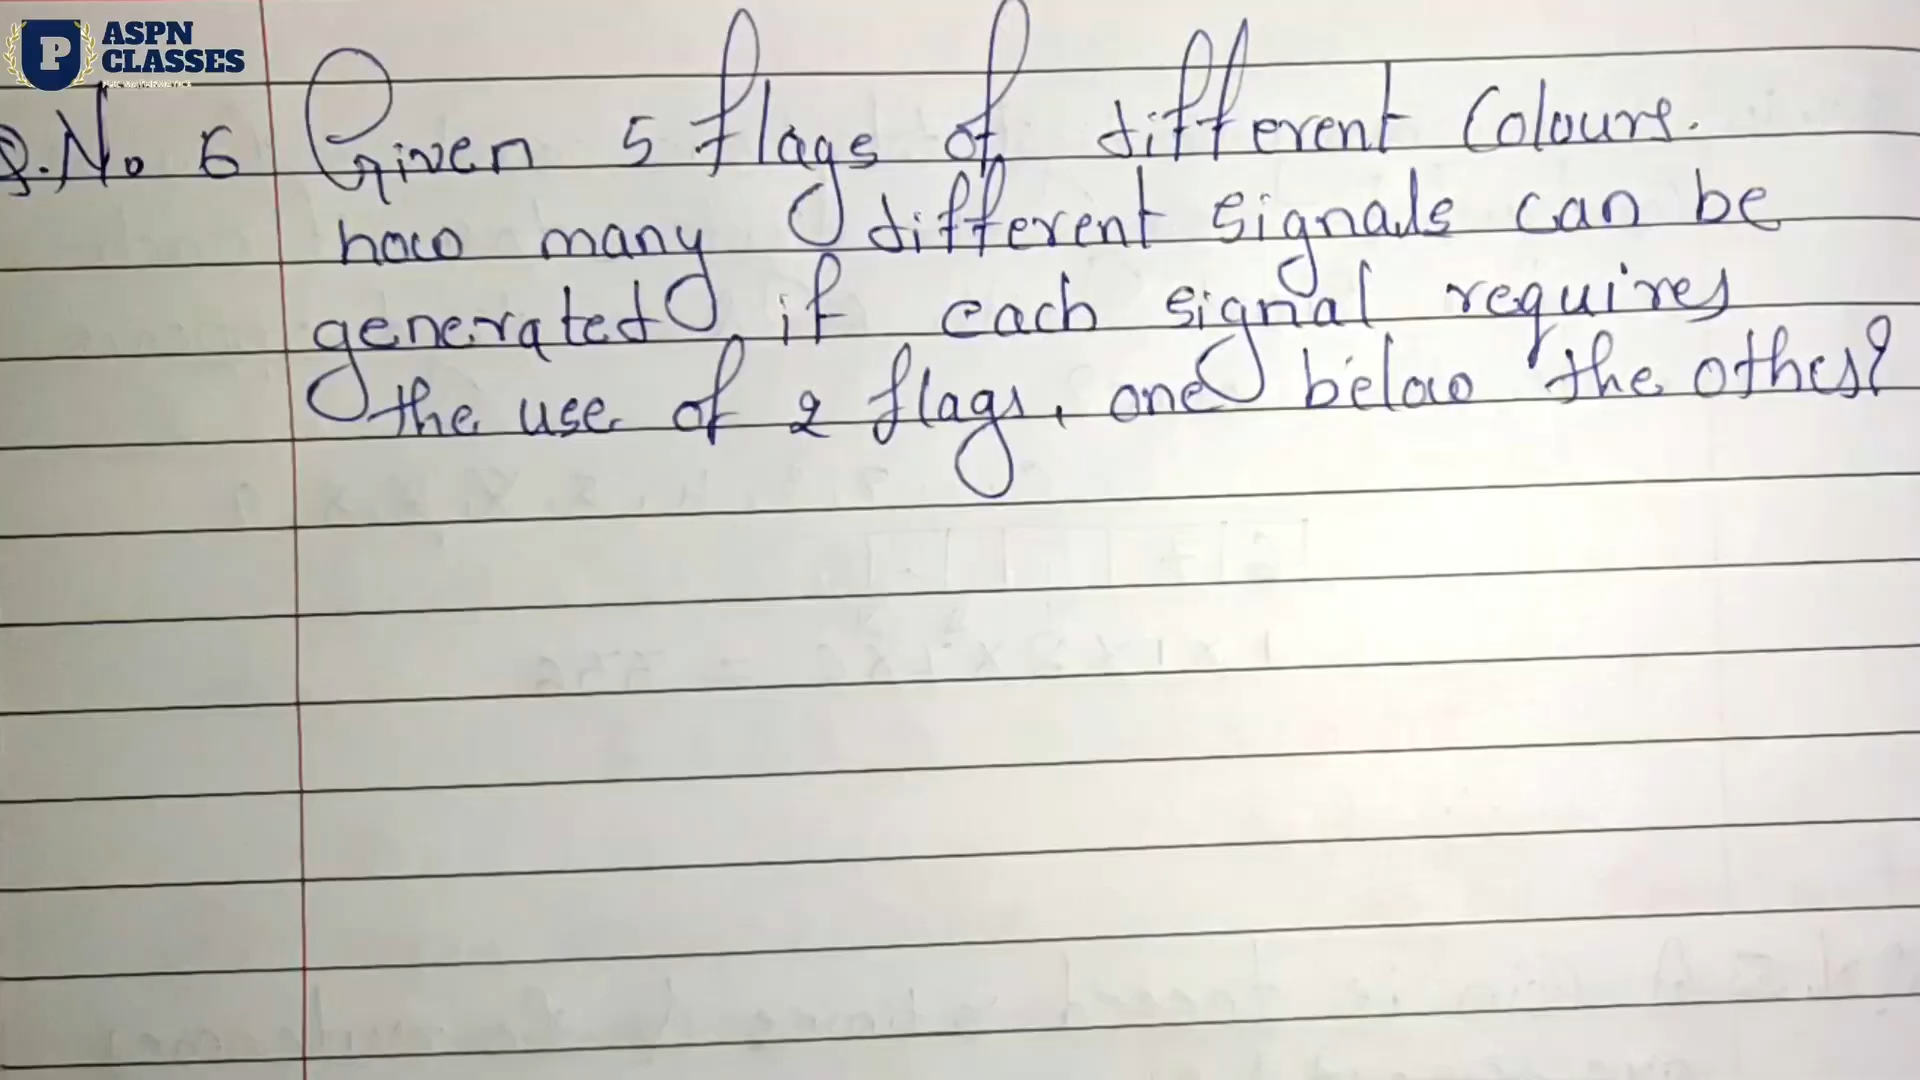 ASPN
CLASSES
Q.No 6 Given 5 flags of different Colours.
how many different signals can be
generated if each signal requires
the use of 2 flags, one below the other?